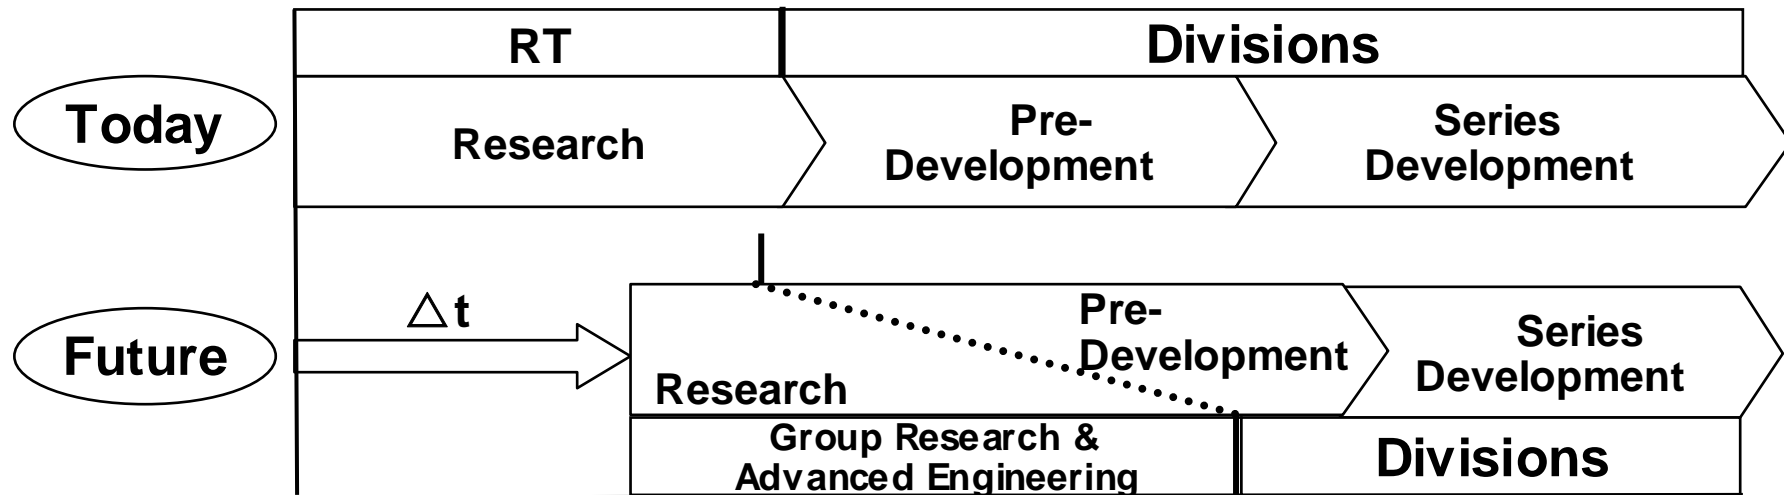 RT
Divisions
Today
Research
Pre-
Development
Series
Development
Future
△t
Research
Pre-
Development
Series
Development
Group Research &
Advanced Engineering
Divisions